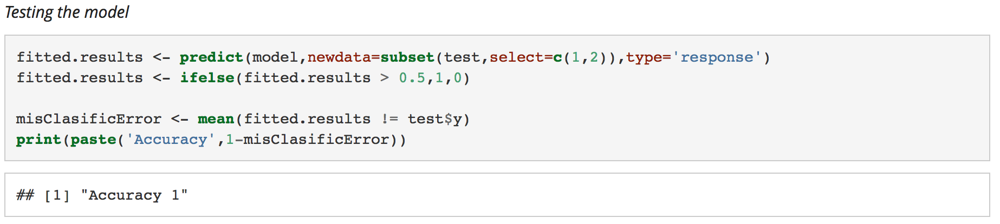 Testing the model
fitted.results <- predict(model,newdata=subset(test,select=c(1,2)),type='response')
fitted.results <- ifelse(fitted.results > 0.5,1,0)
misClasificError <- mean(fitted.results != test$y)
print(paste('Accuracy',1-misClasificError))
## [1] "Accuracy 1"